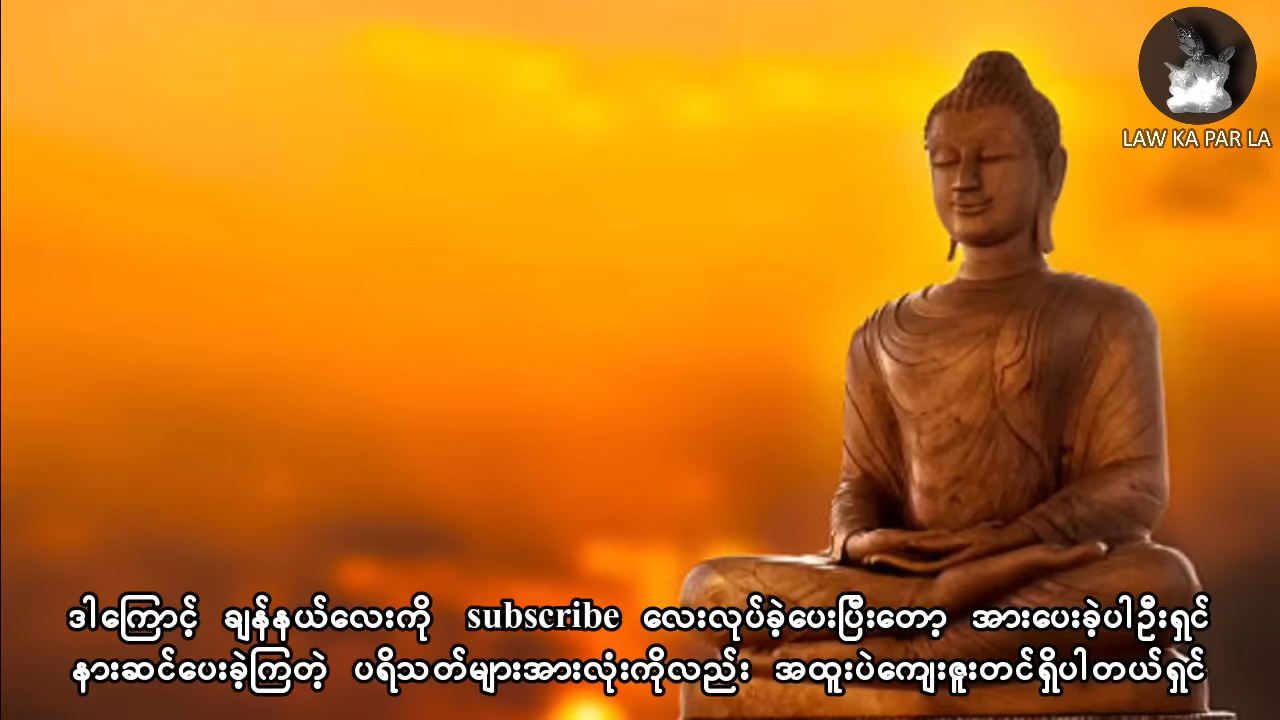 LAW KA PAR LA
ဒါကြောင့် ချန်နယ်လေးကို subscribe လေးလုပ်ခဲ့ပေးပြီးတော့ အားပေးခဲ့ပါဦးရှင်
နားဆင်ပေးခဲ့ကြတဲ့ ပရိသတ်များအားလုံးကိုလည်း အထူးပဲကျေးဇူးတင်ရှိပါတယ်ရှင်